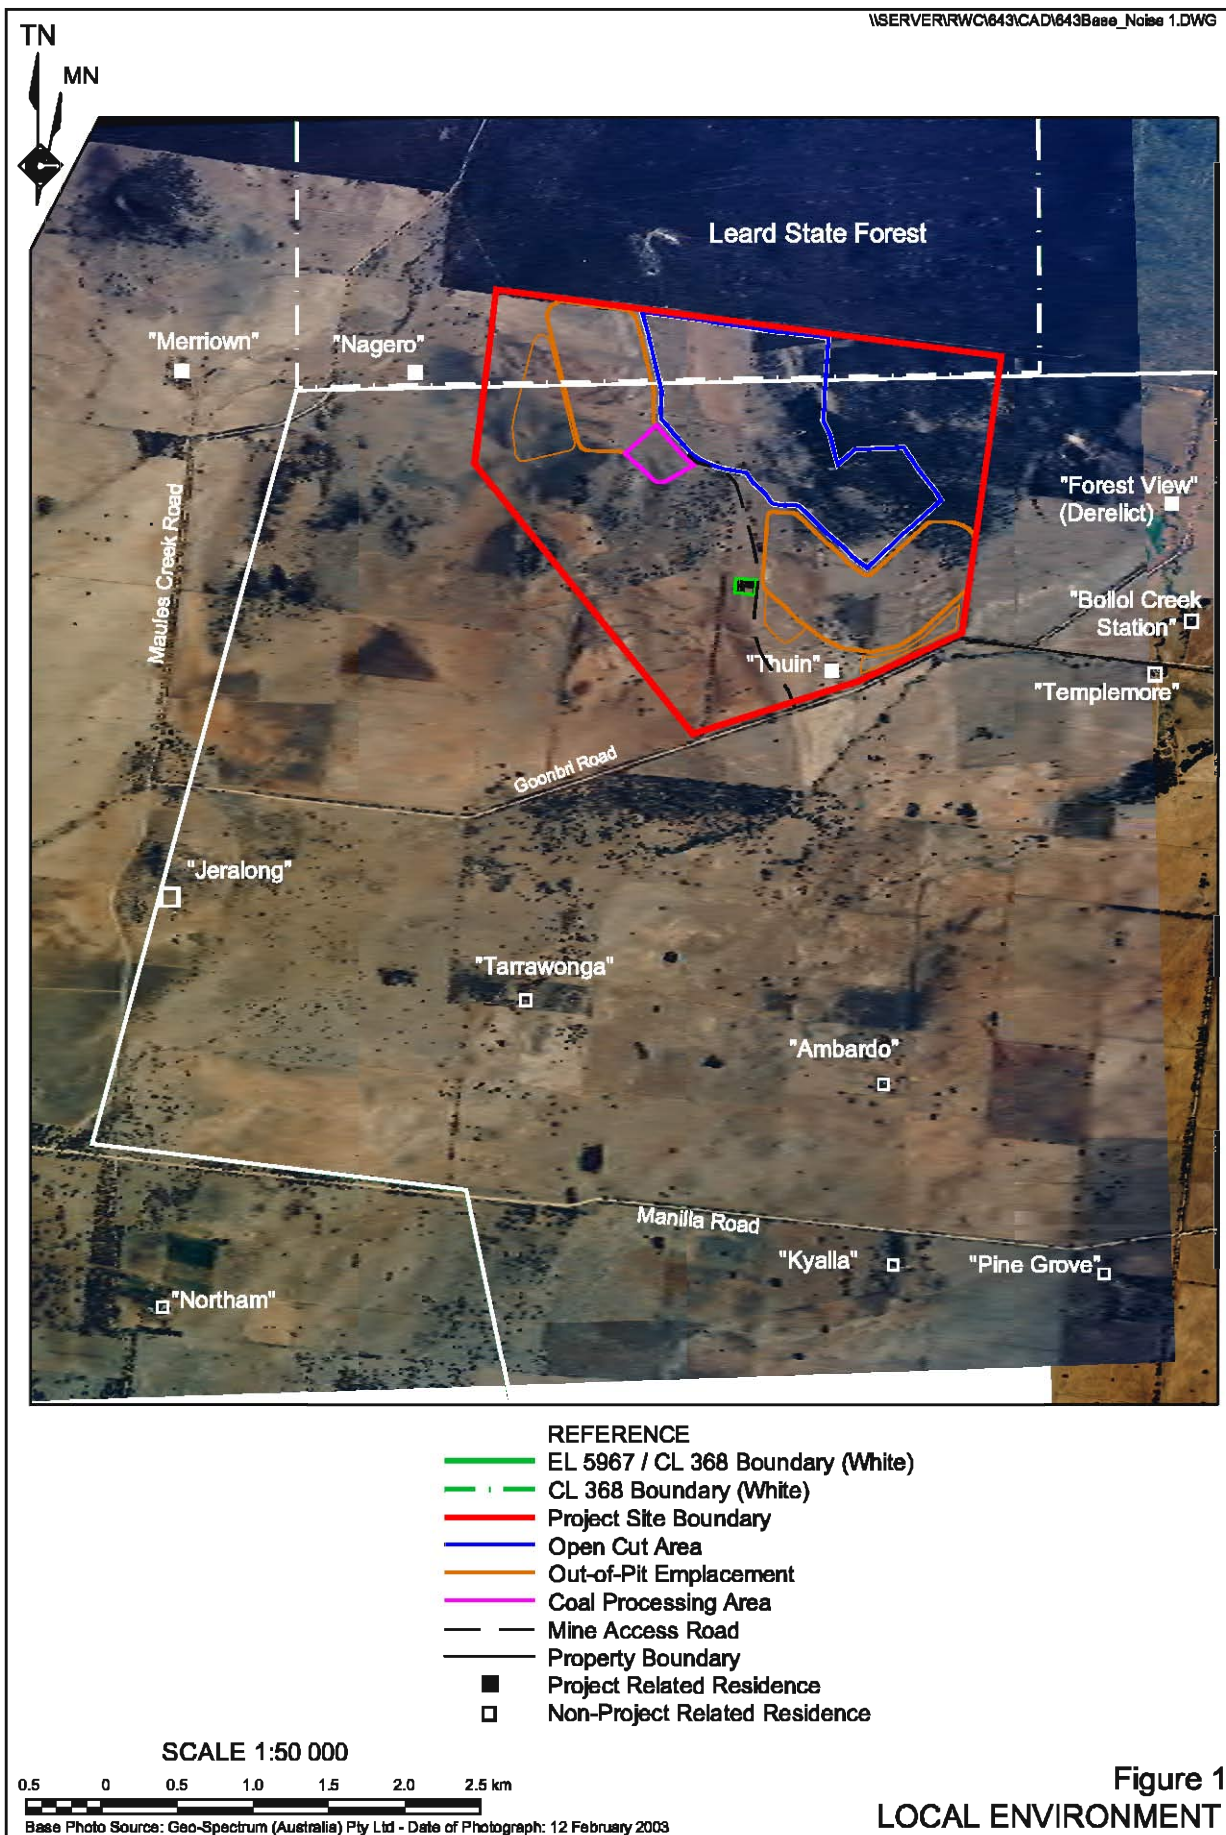 \\SERVER\RWC\643\CAD\643Base_Noise 1.DWG
TN
MN
Leard State Forest
"Merriown"
"Nagero"
"Forest View"
(Derelict)
Maules Creek Road
"Bollol Creek
Station"
"Thuin"
"Templemore"
Goonbri Road
"Jeralong"
"Tarrawonga"
"Ambardo"
Manilla Road
"Kyalla"
"Pine Grove"
"Northam"
REFERENCE
EL 5967 / CL 368 Boundary (White)
CL 368 Boundary (White)
Project Site Boundary
Open Cut Area
Out-of-Pit Emplacement
Coal Processing Area
Mine Access Road
Property Boundary
Project Related Residence
Non-Project Related Residence
SCALE 1:50 000
0.5 0 0.5 1.0 1.5 2.0 2.5 km
Base Photo Source: Geo-Spectrum (Australia) Pty Ltd - Date of Photograph: 12 February 2003
Figure 1
LOCAL ENVIRONMENT